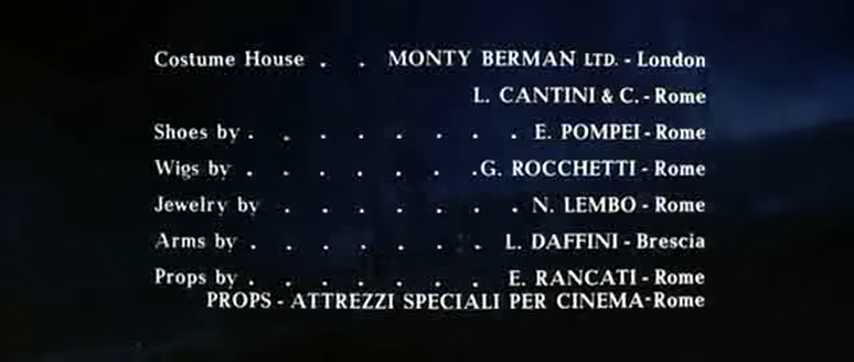 Costume House . . MONTY BERMAN LTD. - London
L. CANTINI & C. - Rome
Shoes by . . . . . . . . E. POMPEI - Rome
Wigs by . . . . . . . G. ROCCHETTI - Rome
Jewelry by . . . . . . . N. LEMBO - Rome
Arms by . . . . . . . L. DAFFINI - Brescia
Props by . . . . . . . E. RANCATI - Rome
PROPS - ATTREZZI SPECIALI PER CINEMA - Rome